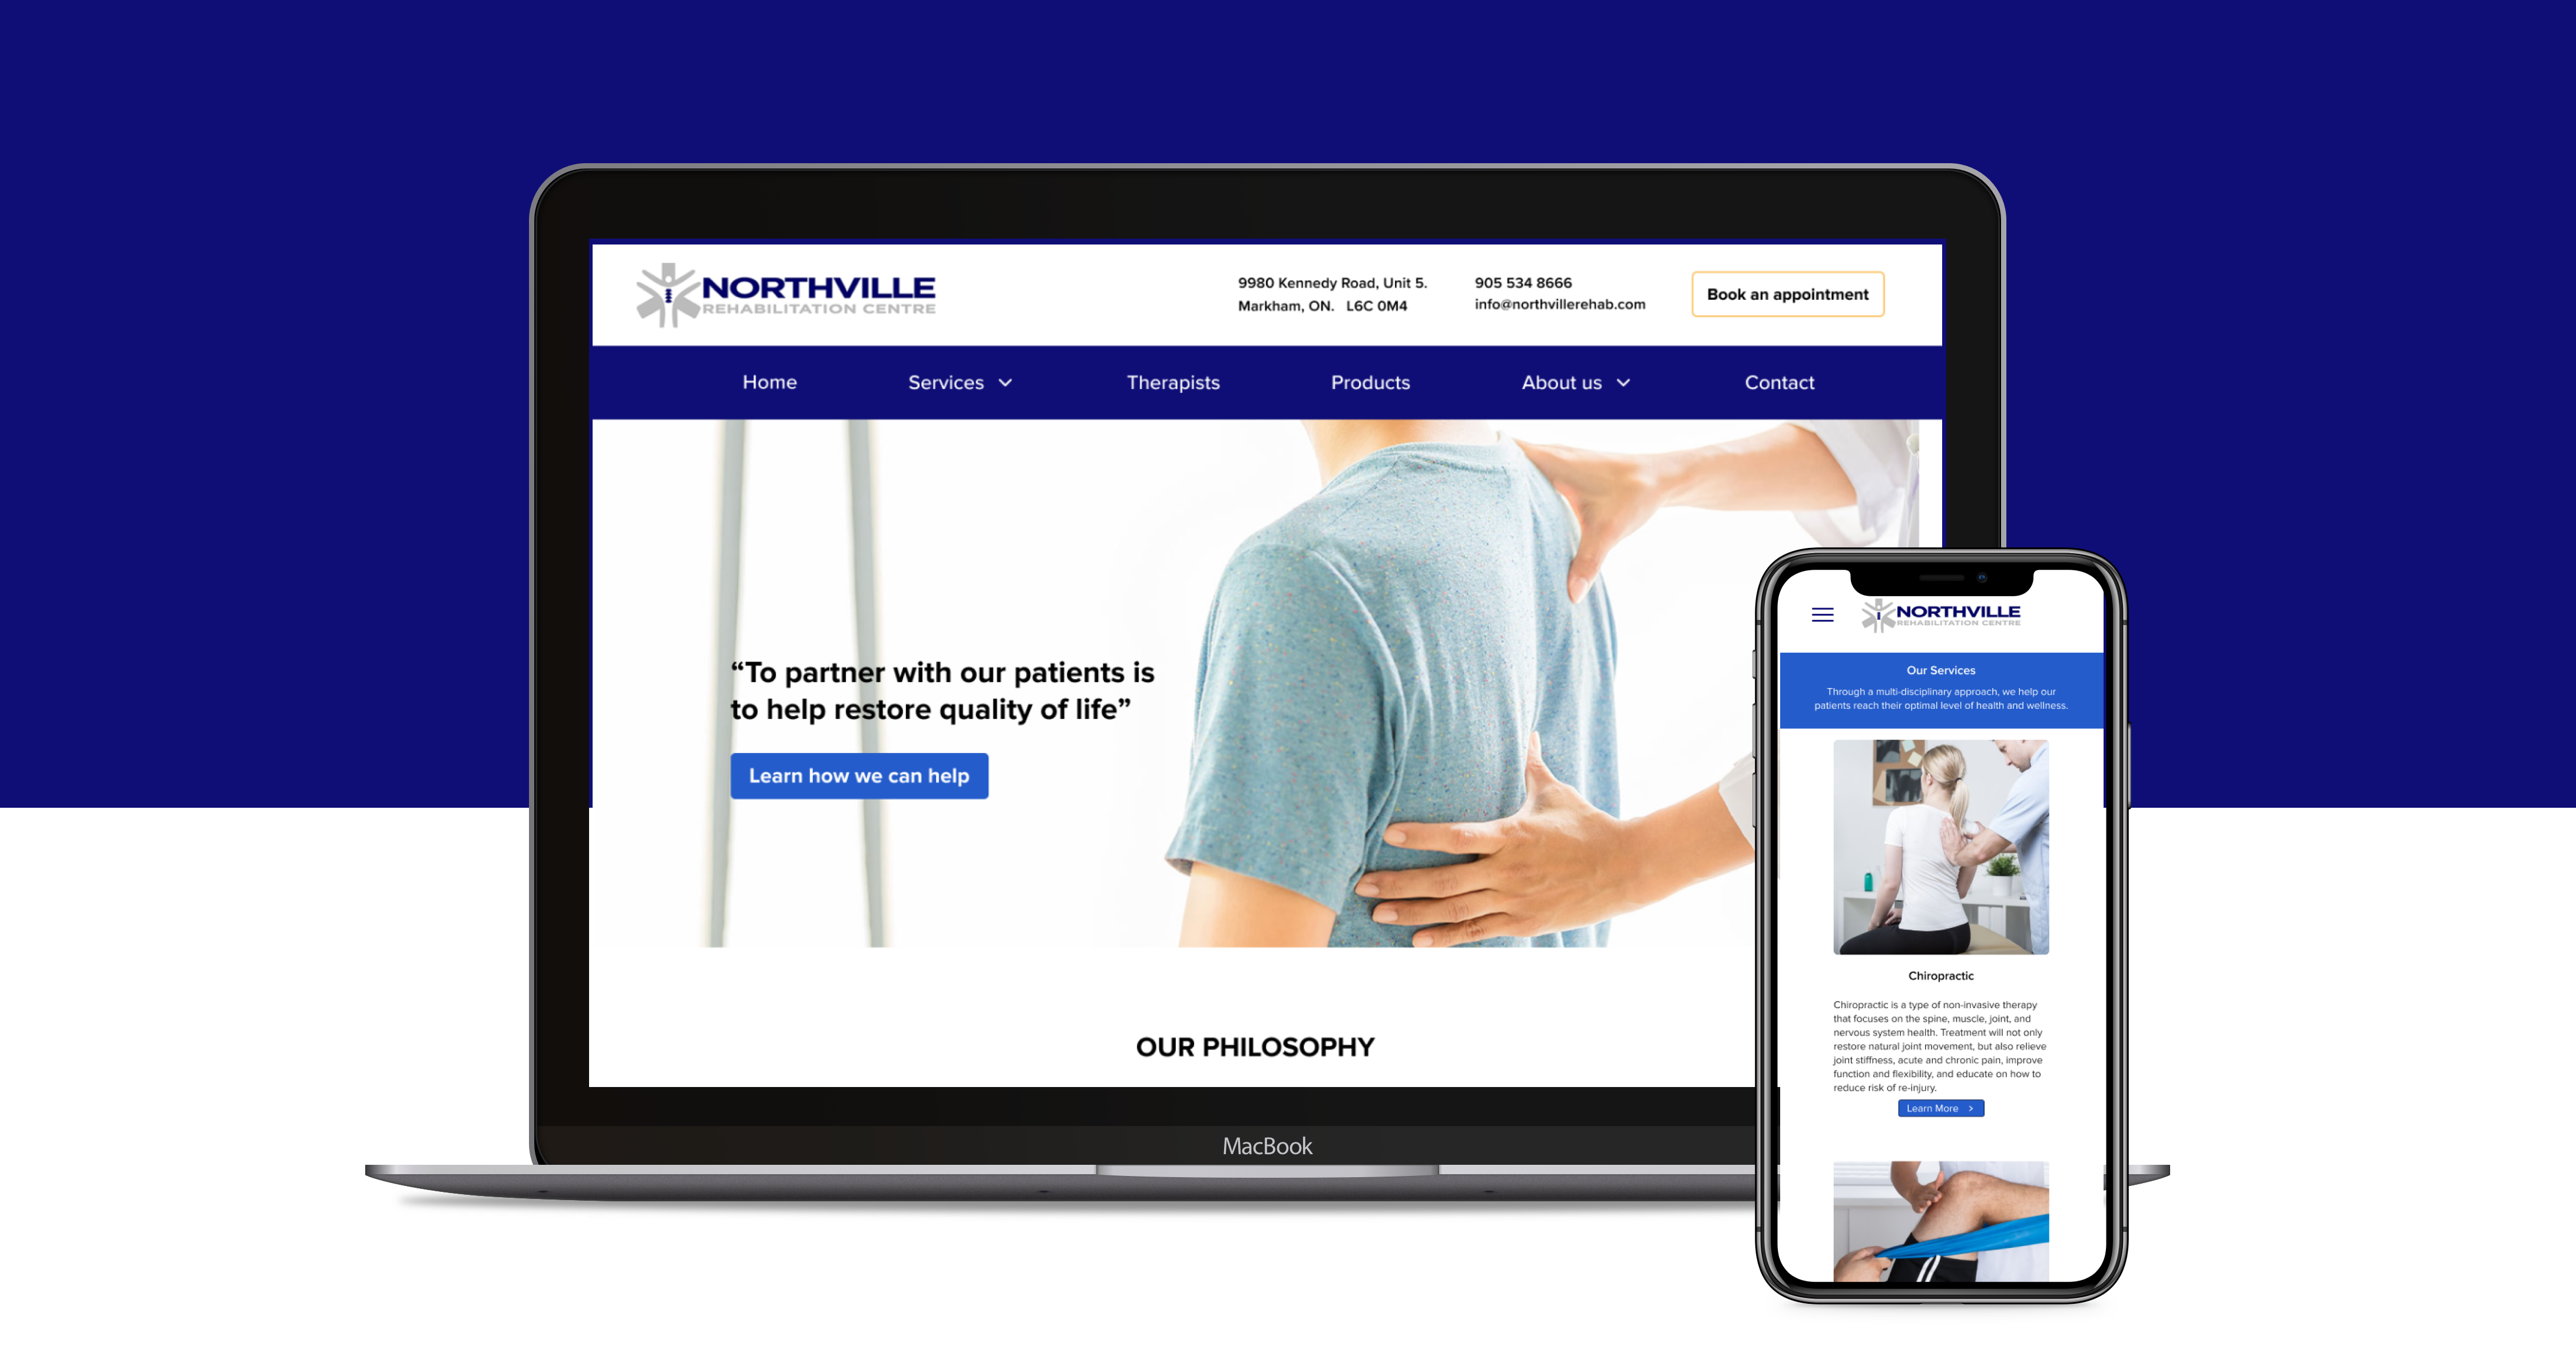 NORTHVILLE
REHABILITATION CENTRE
9980 Kennedy Road, Unit 5.
Markham, ON. L6C 0M4
905 534 8666
info@northvillerehab.com
Book an appointment
Home
Services
Therapists
Products
About us
Contact
“To partner with our patients is
to help restore quality of life”
Learn how we can help
OUR PHILOSOPHY
MacBook
NORTHVILLE
REHABILITATION CENTRE
Our Services
Through a multi-disciplinary approach, we help our
patients reach their optimal level of health and wellness.
Chiropractic
Chiropractic is a type of non-invasive therapy
that focuses on the spine, muscle, joint, and
nervous system health. Treatment will not only
restore natural joint movement, but also relieve
joint stiffness, acute and chronic pain, improve
function and flexibility, and educate on how to
reduce risk of re-injury.
Learn More >